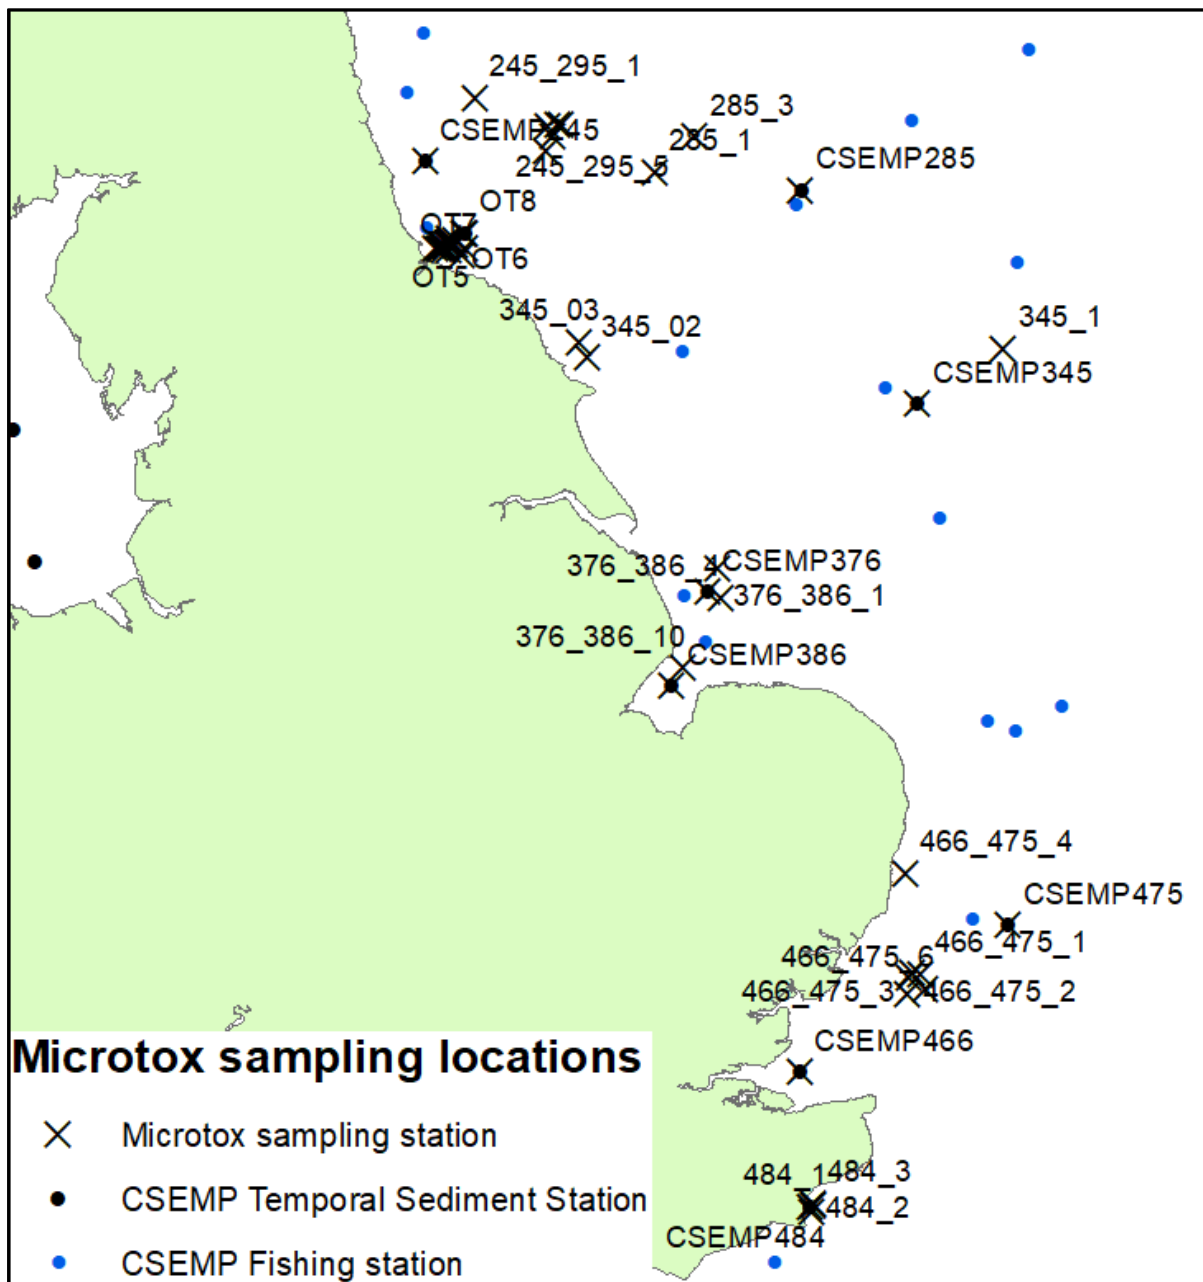 245_295_1
285_3
CSEMP245
285_1
245_295_5
CSEMP285
OT8
OT7
OT6
OT5
345_03
345_02
345_1
CSEMP345
376_386_4
CSEMP376
376_386_1
376_386_10
CSEMP386
466_475_4
CSEMP475
466_475_1
466_475_6
466_475_3
466_475_2
CSEMP466
Microtox sampling locations
Microtox sampling station
CSEMP Temporal Sediment Station
CSEMP Fishing station
484_1
484_3
484_2
CSEMP484